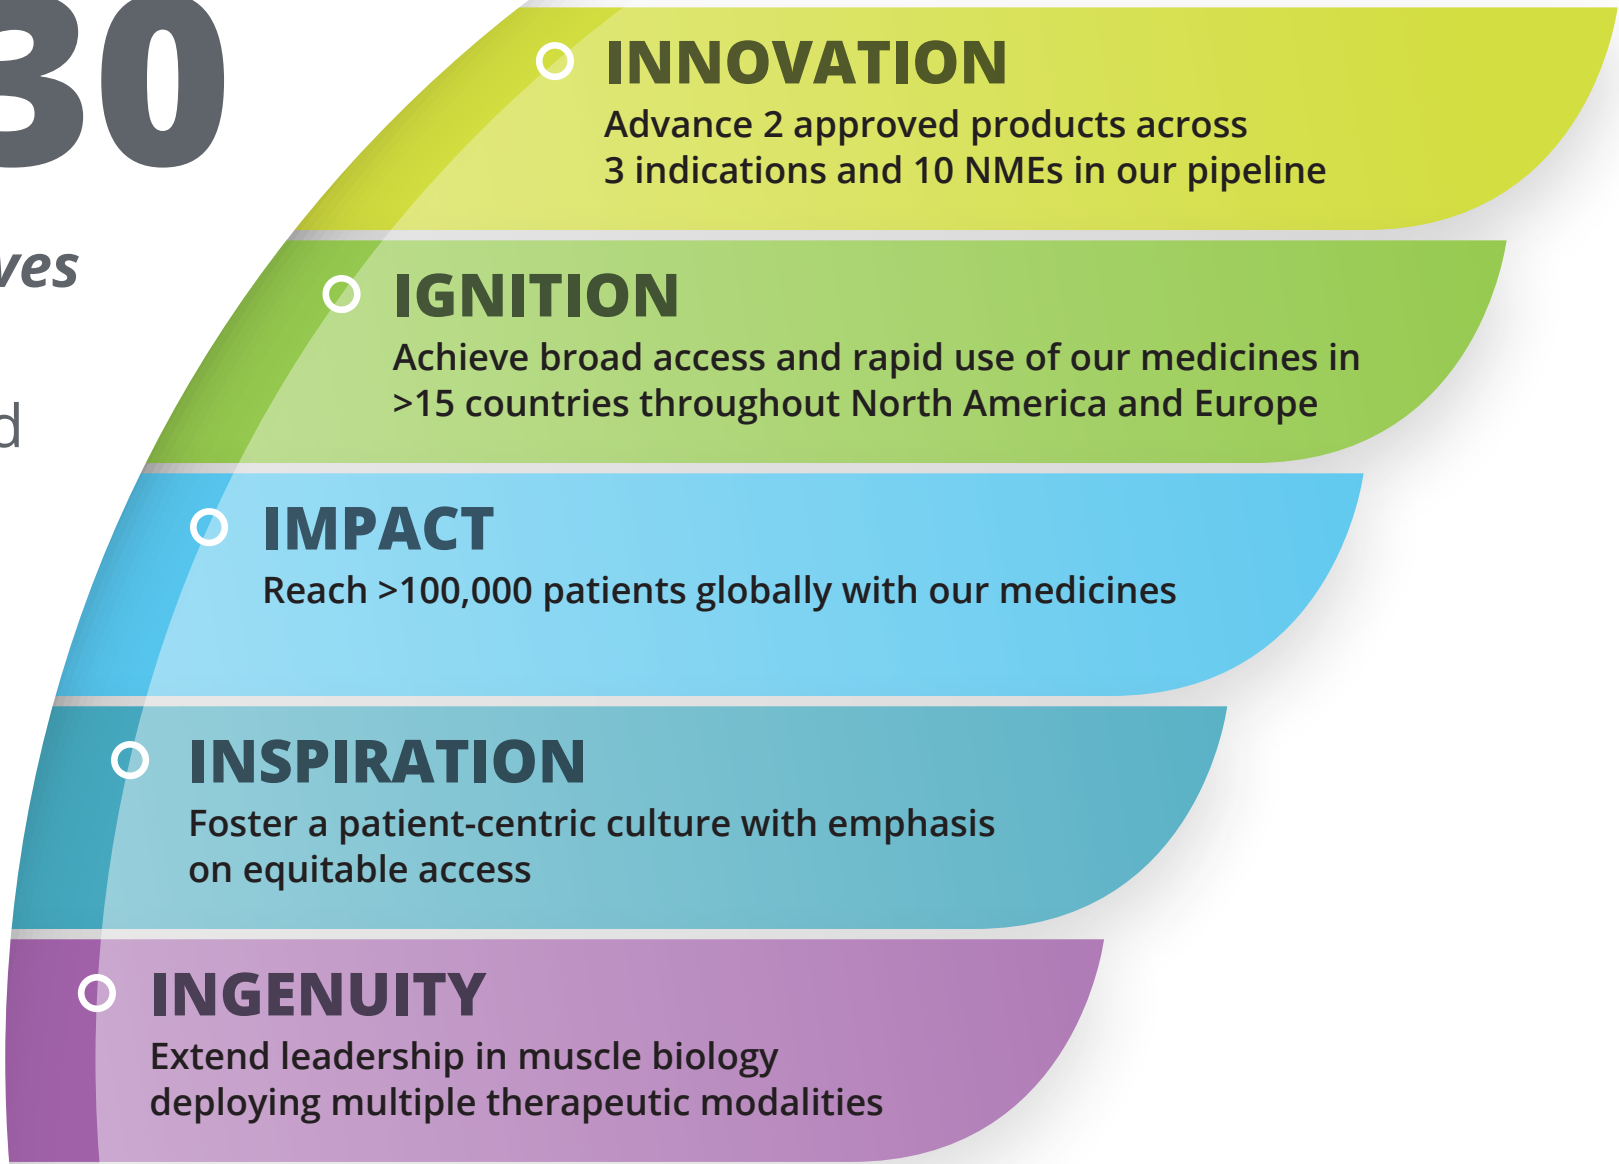 30
ves
d
INNOVATION
Advance 2 approved products across
3 indications and 10 NMEs in our pipeline
IGNITION
Achieve broad access and rapid use of our medicines in
>15 countries throughout North America and Europe
IMPACT
Reach >100,000 patients globally with our medicines
INSPIRATION
Foster a patient-centric culture with emphasis
on equitable access
INGENUITY
Extend leadership in muscle biology
deploying multiple therapeutic modalities